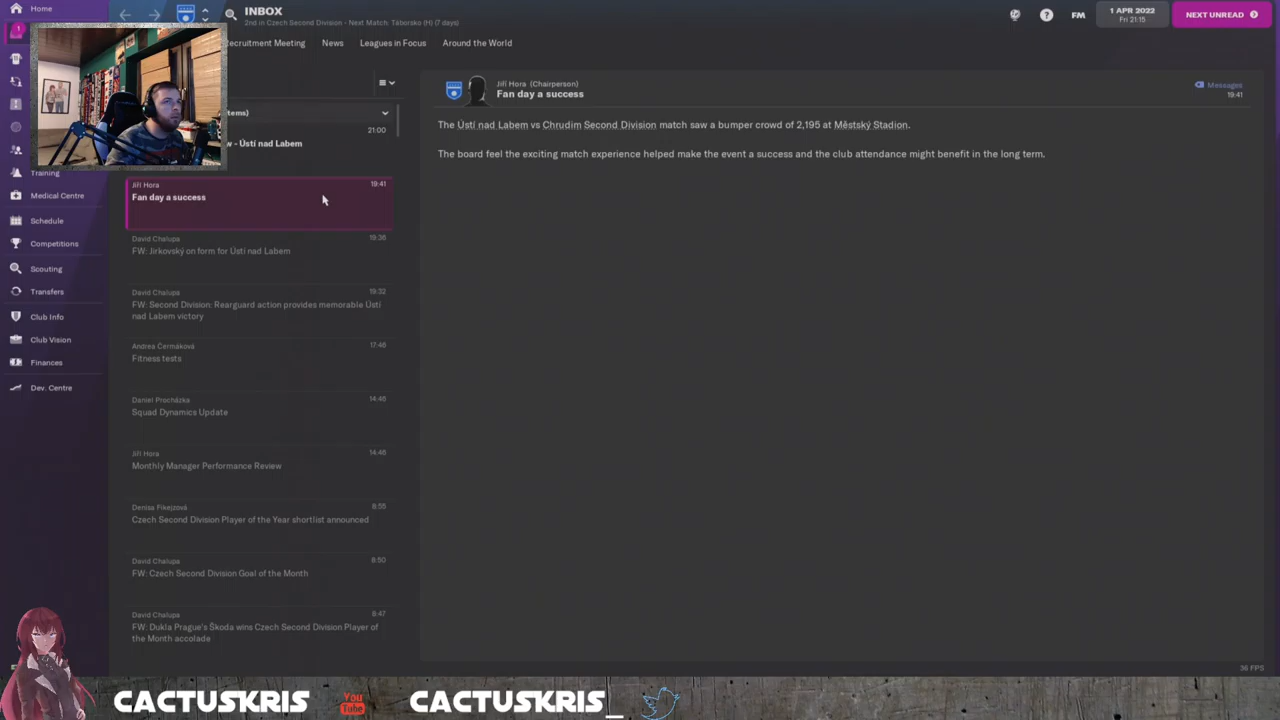 Home
INBOX
2nd in Czech Second Division - Next Match: Táborsko (H) (7 days)
FM
1 APR 2022
Fri 21:15
NEXT UNREAD
1
Recruitment Meeting
News
Leagues in Focus
Around the World
Training
Medical Centre
Schedule
Competitions
Scouting
Transfers
Club Info
Club Vision
Finances
Dev. Centre
21:00
- Ústí nad Labem
Jiří Hora
19:41
Fan day a success
David Chalupa
19:36
FW: Jirkovský on form for Ústí nad Labem
David Chalupa
19:32
FW: Second Division: Rearguard action provides memorable Ústí
nad Labem victory
Andrea Čermáková
17:46
Fitness tests
Daniel Procházka
14:46
Squad Dynamics Update
Jiří Hora
14:46
Monthly Manager Performance Review
Denisa Fikejzová
8:55
Czech Second Division Player of the Year shortlist announced
David Chalupa
8:50
FW: Czech Second Division Goal of the Month
David Chalupa
8:47
FW: Dukla Prague's Škoda wins Czech Second Division Player of
the Month accolade
Jiří Hora (Chairperson)
Fan day a success
Messages
19:41
The Ústí nad Labem vs Chrudim Second Division match saw a bumper crowd of 2,195 at Městský Stadion.
The board feel the exciting match experience helped make the event a success and the club attendance might benefit in the long term.
36 FPS
CACTUSKRIS
You
Tube
CACTUSKRIS_